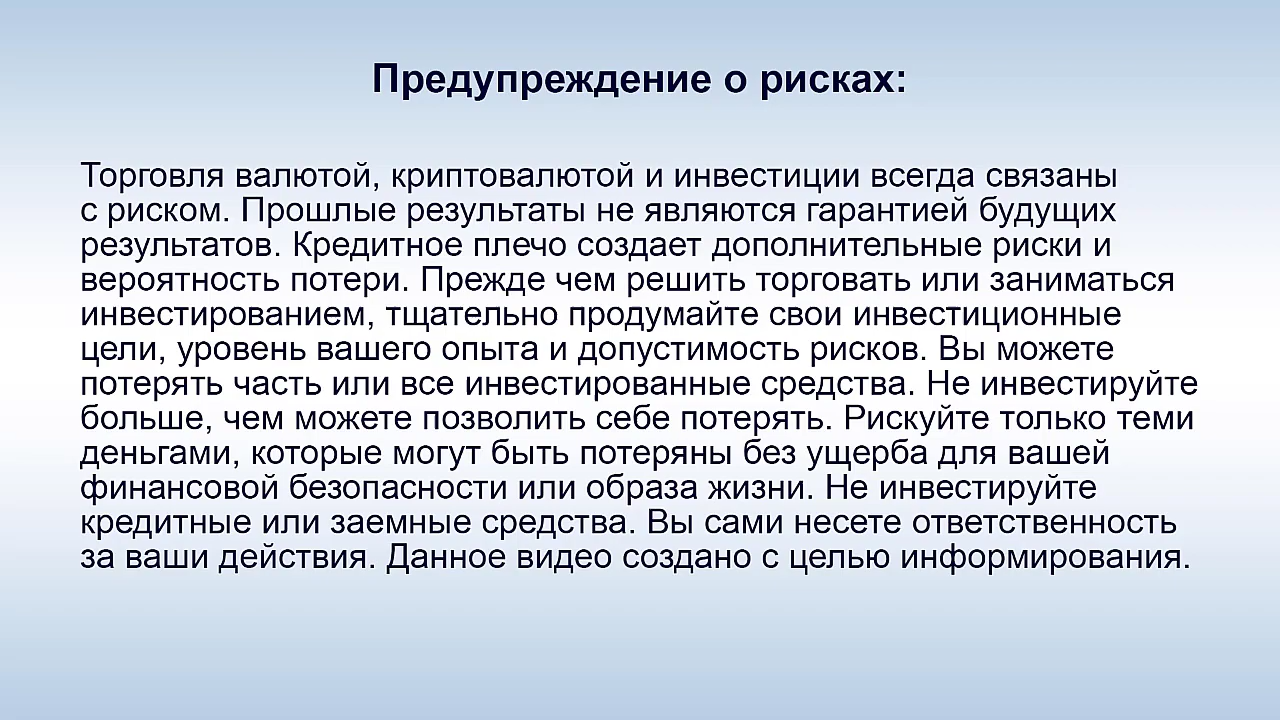 Предупреждение о рисках:
Торговля валютой, криптовалютой и инвестиции всегда связаны
с риском. Прошлые результаты не являются гарантией будущих
результатов. Кредитное плечо создает дополнительные риски и
вероятность потери. Прежде чем решить торговать или заниматься
инвестированием, тщательно продумайте свои инвестиционные
цели, уровень вашего опыта и допустимость рисков. Вы можете
потерять часть или все инвестированные средства. Не инвестируйте
больше, чем можете позволить себе потерять. Рискуйте только теми
деньгами, которые могут быть потеряны без ущерба для вашей
финансовой безопасности или образа жизни. Не инвестируйте
кредитные или заемные средства. Вы сами несете ответственность
за ваши действия. Данное видео создано с целью информирования.